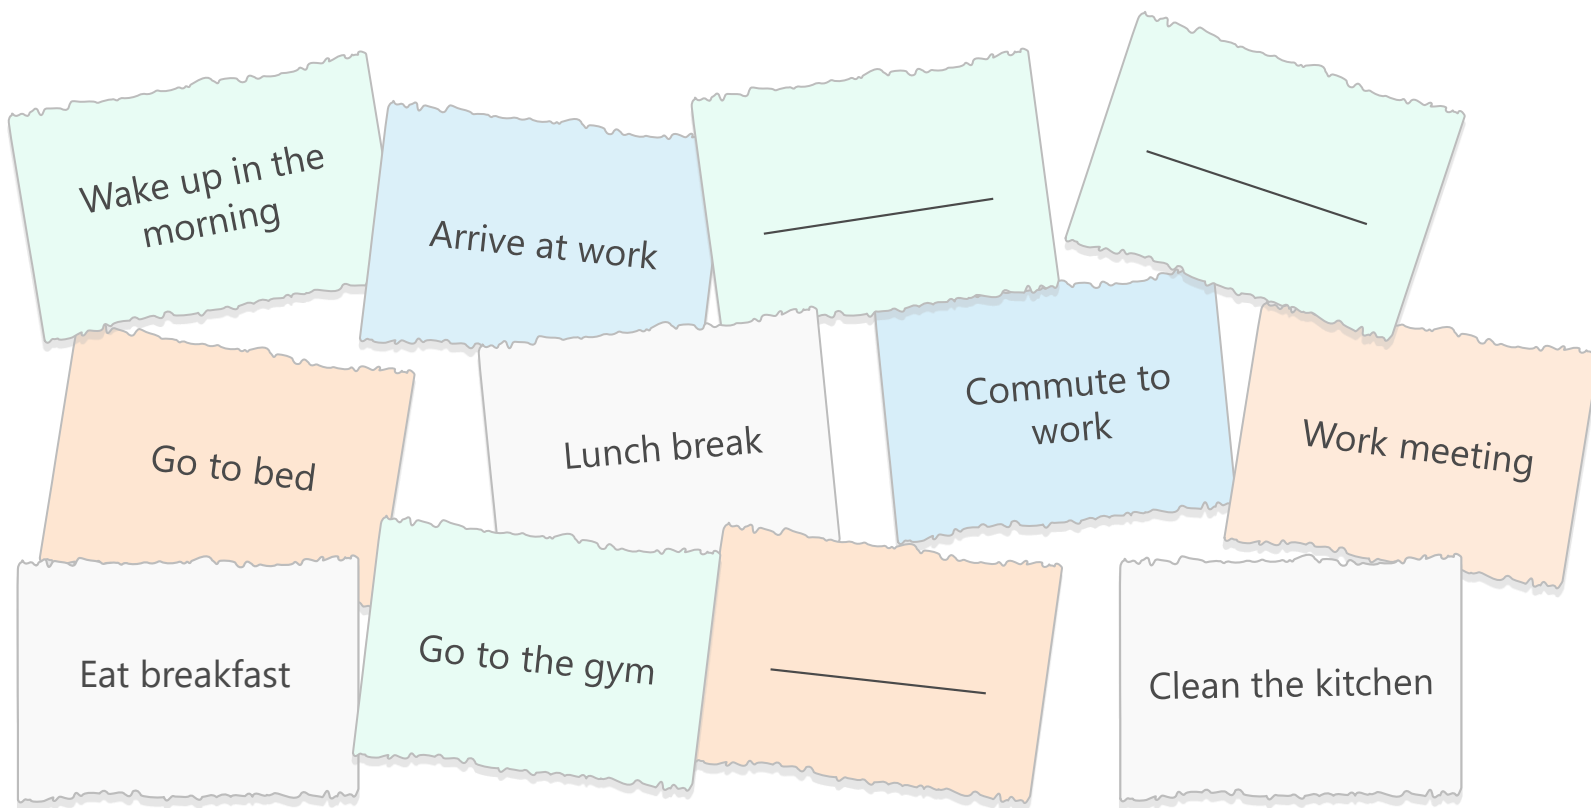 Wake up in the
morning
Arrive at work
Go to bed
Lunch break
Commute to
work
Work meeting
Eat breakfast
Go to the gym
Clean the kitchen